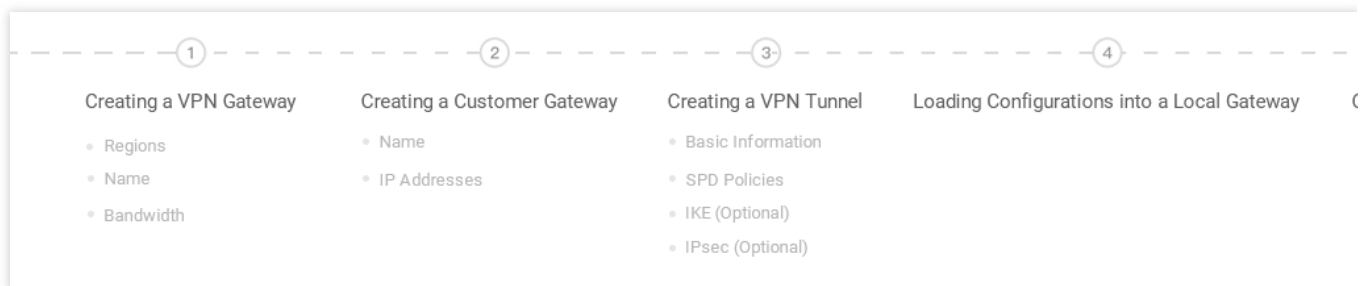 1
2
3
4
Creating a VPN Gateway
Regions
Name
Bandwidth
Creating a Customer Gateway
Name
IP Addresses
Creating a VPN Tunnel
Basic Information
SPD Policies
IKE (Optional)
IPsec (Optional)
Loading Configurations into a Local Gateway